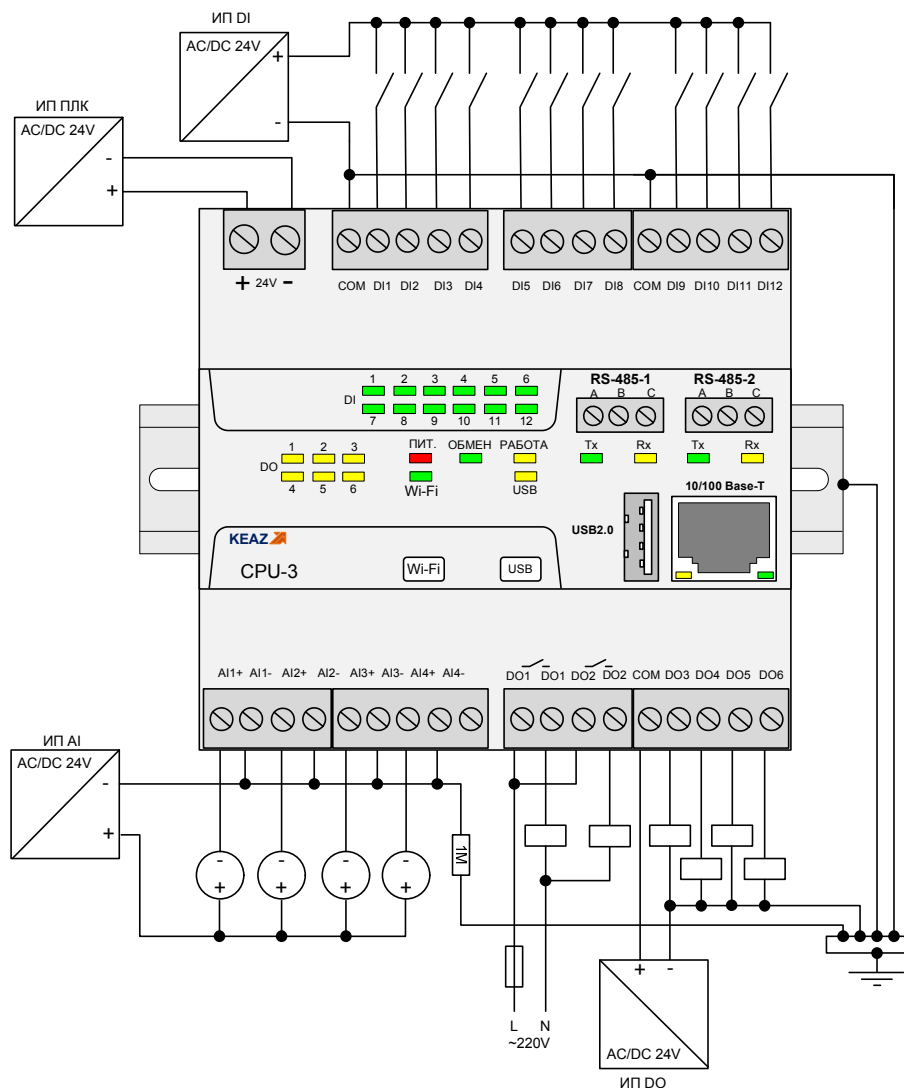 ИП DI
AC/DC 24V
+
-
ИП ПЛК
AC/DC 24V
-
+
+ 24V -
COM DI1 DI2 DI3 DI4
DI5 DI6 DI7 DI8
COM DI9 DI10 DI11 DI12
1 2 3 4 5 6
DI
7 8 9 10 11 12
RS-485-1
A B C
RS-485-2
A B C
Tx Rx
Tx Rx
1 2 3
DO
4 5 6
ПИТ. ОБМЕН РАБОТА
Wi-Fi USB
10/100 Base-T
USB2.0
KEAZ
CPU-3
Wi-Fi
USB
AI1+ AI1- AI2+ AI2- AI3+ AI3- AI4+ AI4-
DO1 DO1 DO2 DO2 COM DO3 DO4 DO5 DO6
ИП AI
AC/DC 24V
-
+
1M
- - - -
+ + + +
L N
~220V
+ -
AC/DC 24V
ИП DO